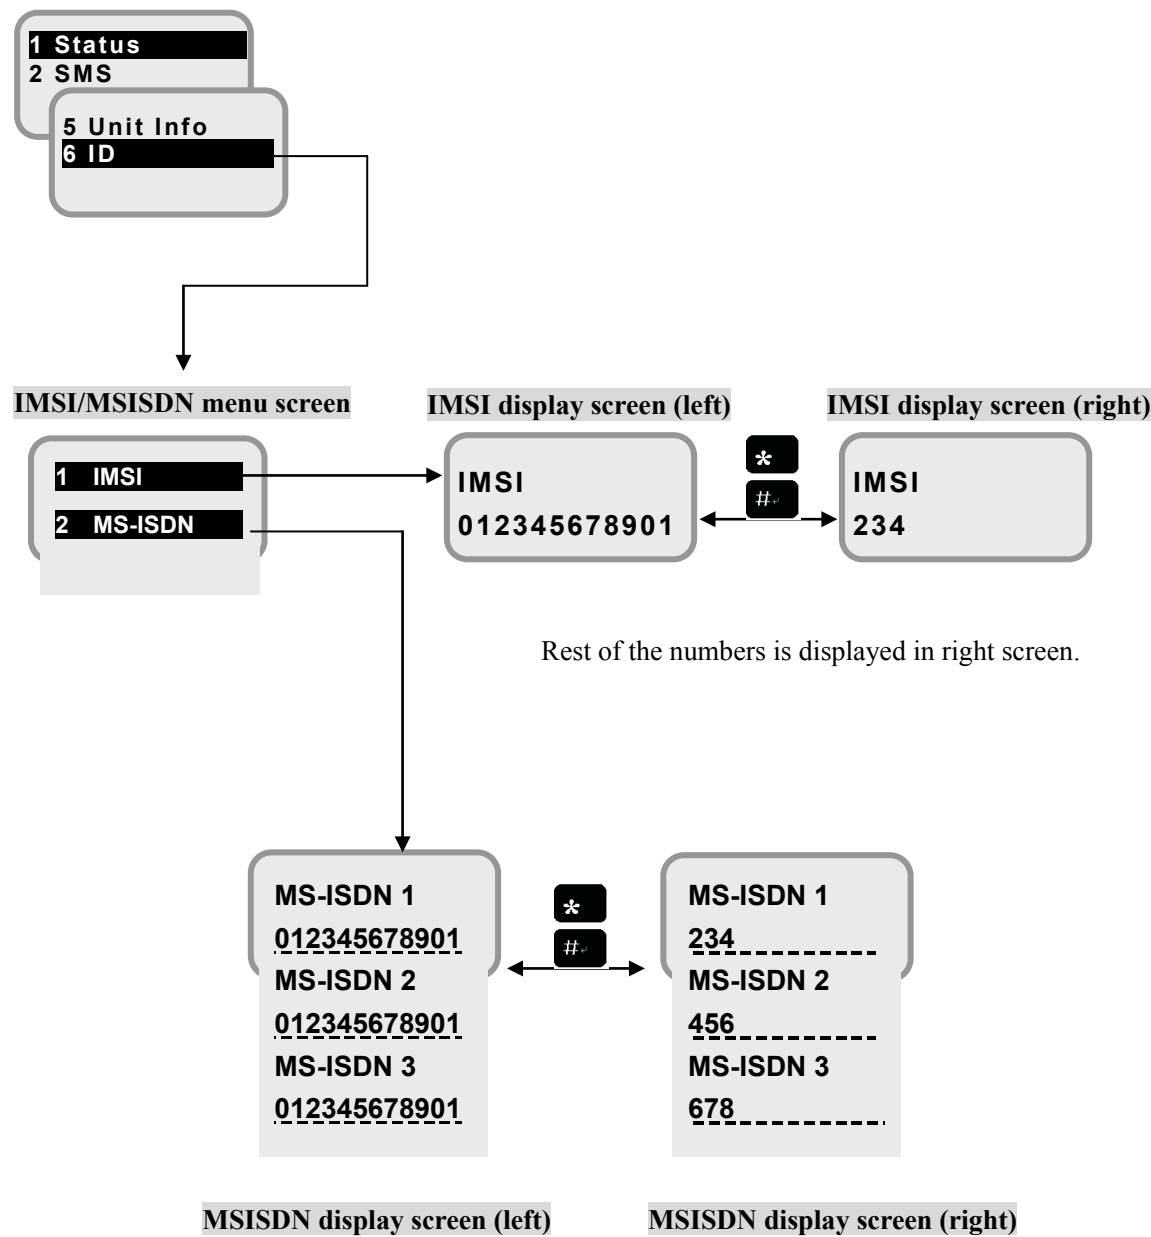 1 Status
2 SMS
5 Unit Info
6 ID
IMSI/MSISDN menu screen
IMSI display screen (left)
IMSI display screen (right)
1 IMSI
2 MS-ISDN
IMSI
012345678901
*
#↵
IMSI
234
Rest of the numbers is displayed in right screen.
MS-ISDN 1
012345678901
MS-ISDN 2
012345678901
MS-ISDN 3
012345678901
*
#↵
MS-ISDN 1
234
MS-ISDN 2
456
MS-ISDN 3
678
MSISDN display screen (left)
MSISDN display screen (right)